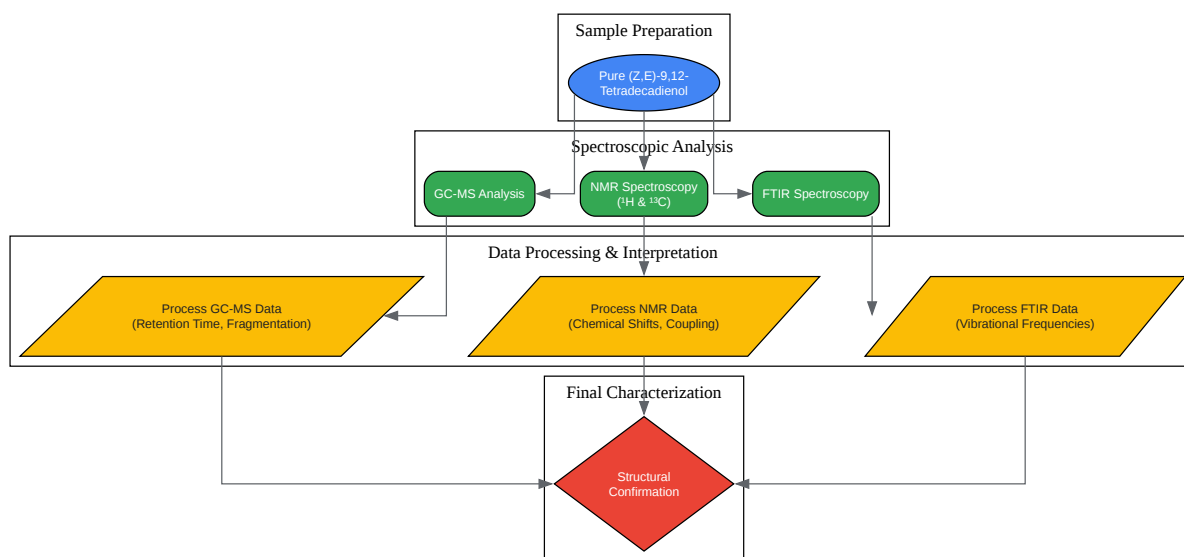 Sample Preparation
Pure (Z,E)-9,12-
Tetradecadienol
Spectroscopic Analysis
GC-MS Analysis
NMR Spectroscopy
(¹H & ¹³C)
FTIR Spectroscopy
Data Processing & Interpretation
Process GC-MS Data
(Retention Time, Fragmentation)
Process NMR Data
(Chemical Shifts, Coupling)
Process FTIR Data
(Vibrational Frequencies)
Final Characterization
Structural
Confirmation